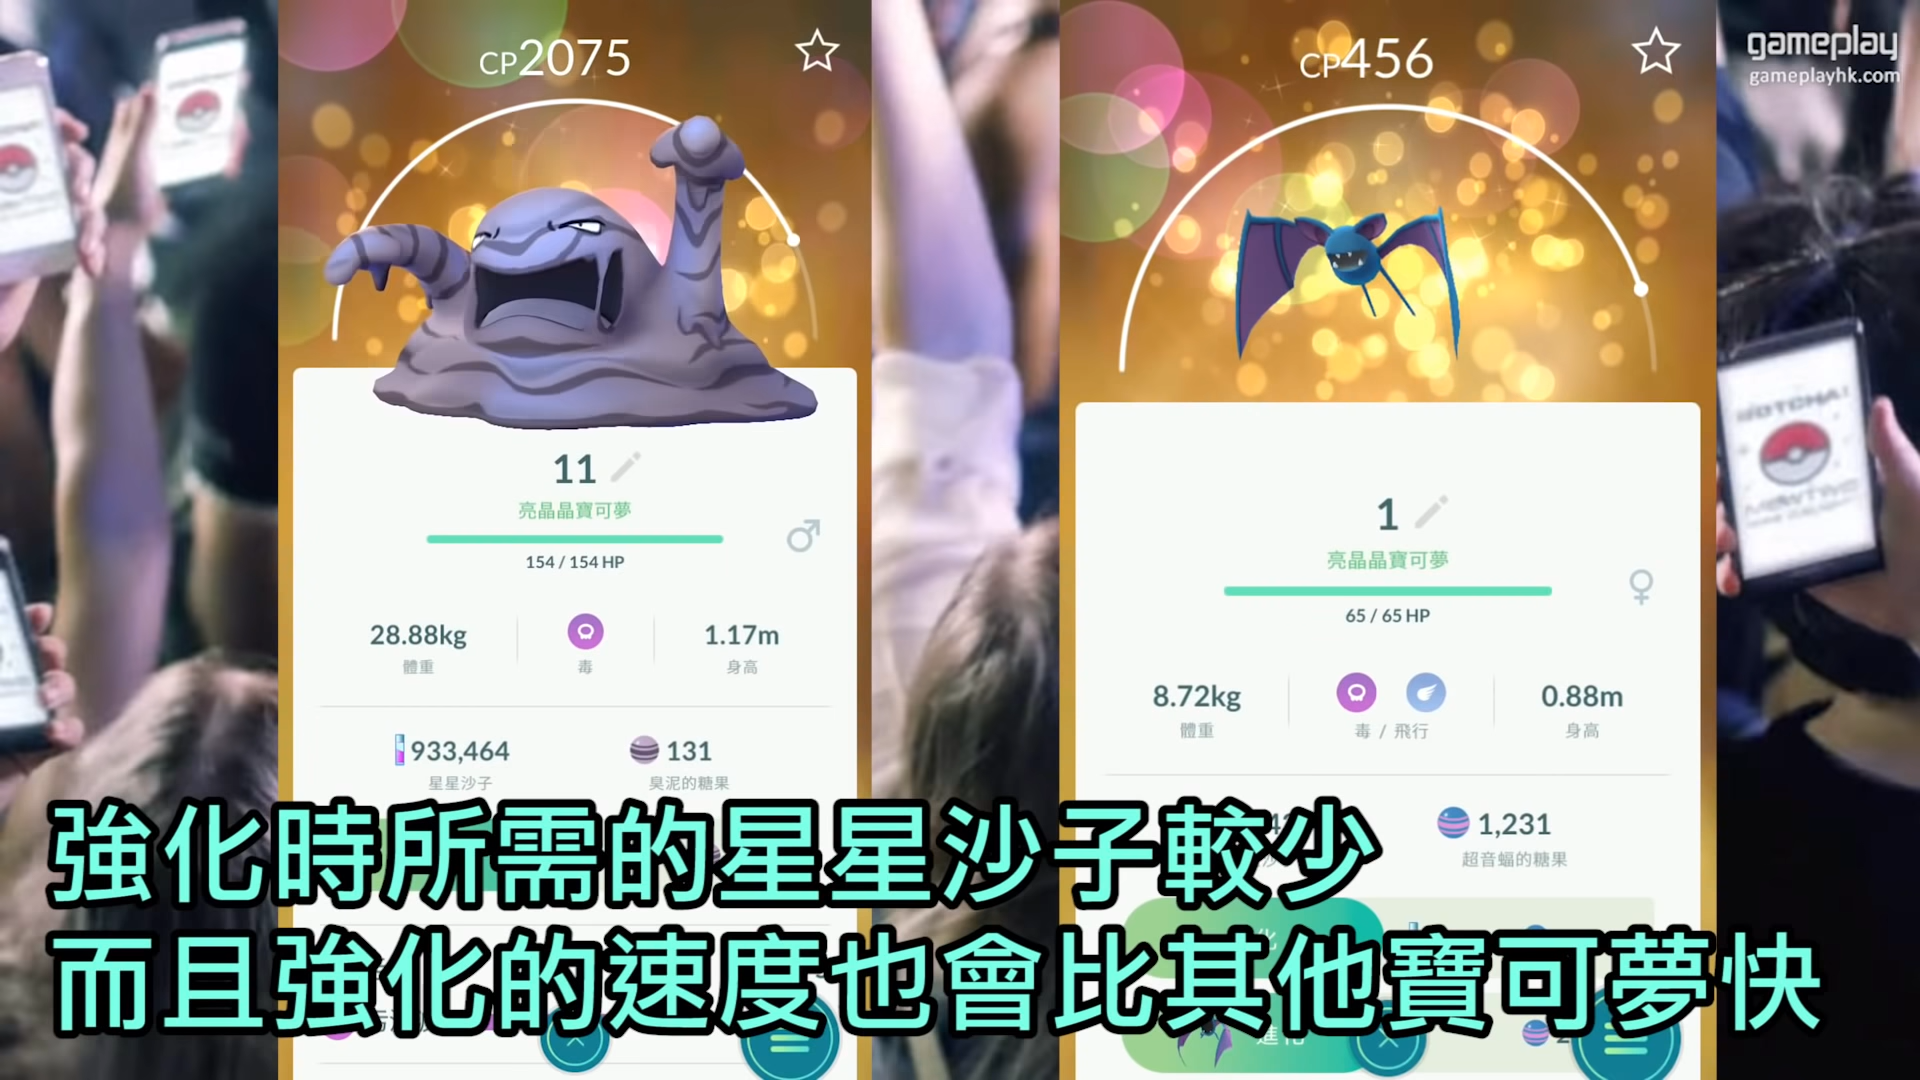 gameplay
gameplayhk.com
CP2075
11
亮晶晶寶可夢
154 / 154 HP
28.88kg
體重
毒
1.17m
身高
933,464
星星沙子
131
臭泥的糖果
CP456
1
亮晶晶寶可夢
65 / 65 HP
8.72kg
體重
毒 / 飛行
0.88m
身高
1,231
超音蝠的糖果
強化時所需的星星沙子較少
而且強化的速度也會比其他寶可夢快
進化
GOTCHA!
MEWTWO